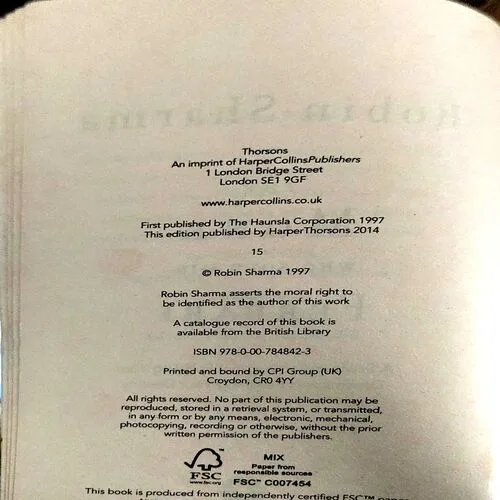 Robin Sharma
Thorsons
An imprint of HarperCollinsPublishers
1 London Bridge Street
London SE1 9GF
www.harpercollins.co.uk
First published by The Haunsla Corporation 1997
This edition published by HarperThorsons 2014
15
© Robin Sharma 1997
Robin Sharma asserts the moral right to
be identified as the author of this work
A catalogue record of this book is
available from the British Library
ISBN 978-0-00-784842-3
Printed and bound by CPI Group (UK)
Croydon, CR0 4YY
All rights reserved. No part of this publication may be
reproduced, stored in a retrieval system, or transmitted,
in any form or by any means, electronic, mechanical,
photocopying, recording or otherwise, without the prior
written permission of the publishers.
FSC
www.fsc.org
MIX
Paper from
responsible sources
FSC™ C007454
This book is produced from independently certified FSC™